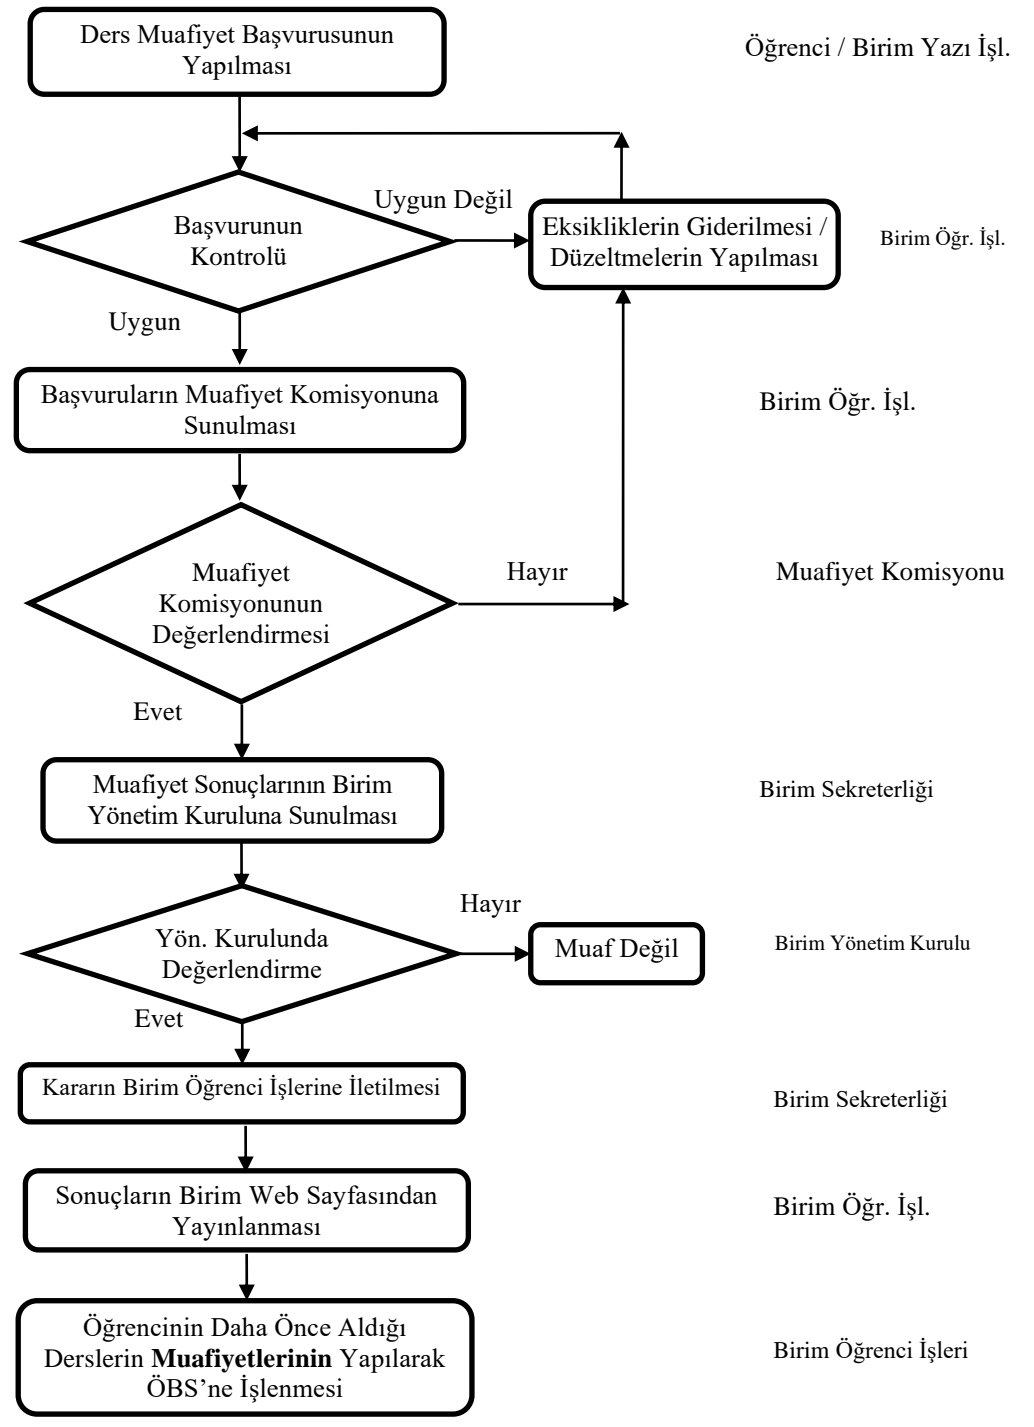 Ders Muafiyet Başvurusunun
Yapılması
Öğrenci / Birim Yazı İşl.
Uygun Değil
Başvurunun
Kontrolü
Eksikliklerin Giderilmesi /
Düzeltmelerin Yapılması
Birim Öğr. İşl.
Uygun
Başvuruların Muafiyet Komisyonuna
Sunulması
Birim Öğr. İşl.
Muafiyet
Komisyonunun
Değerlendirmesi
Hayır
Muafiyet Komisyonu
Evet
Muafiyet Sonuçlarının Birim
Yönetim Kuruluna Sunulması
Birim Sekreterliği
Hayır
Yön. Kurulunda
Değerlendirme
Muaf Değil
Birim Yönetim Kurulu
Evet
Kararın Birim Öğrenci İşlerine İletilmesi
Birim Sekreterliği
Sonuçların Birim Web Sayfasından
Yayınlanması
Birim Öğr. İşl.
Öğrencinin Daha Önce Aldığı
Derslerin Muafiyetlerinin Yapılarak
ÖBS’ne İşlenmesi
Birim Öğrenci İşleri